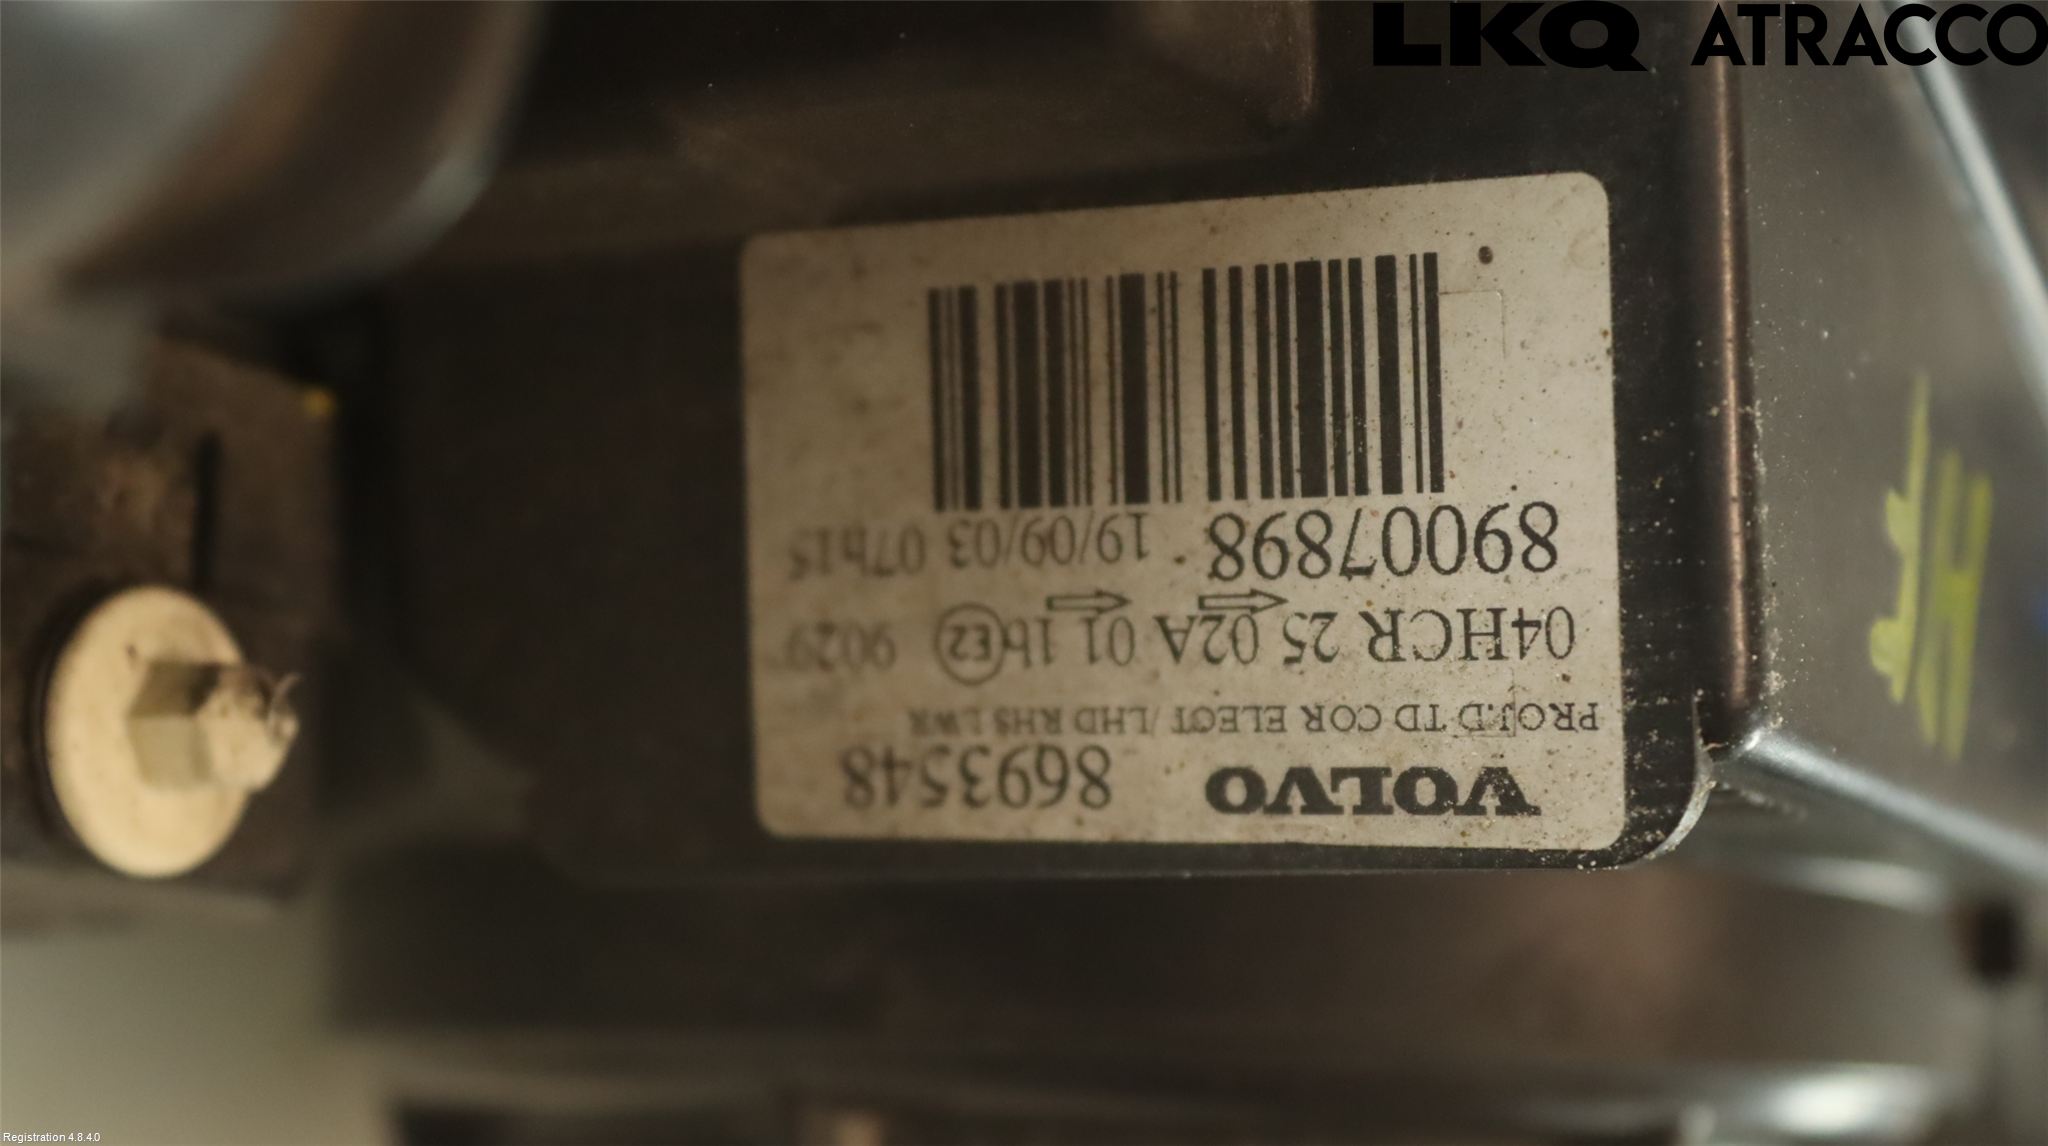 LKQ ATRACCO
VOLVO 8693548
PROJ.D TD COR ELECT / LHD RHS LWR
04HCR 25 02A 01 1b E2 9029
89007898 19/09/03 07h15
Registration 4.8.4.0